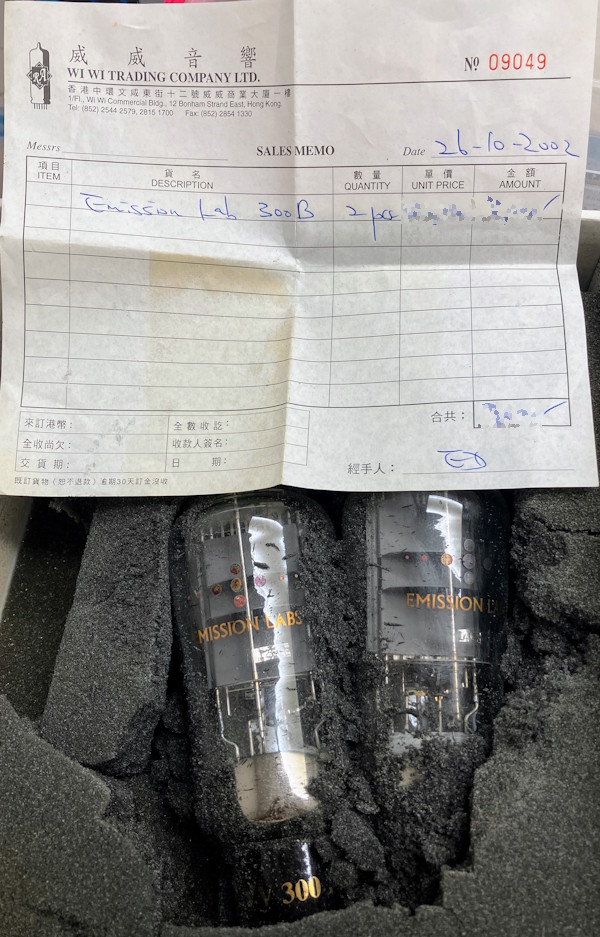 威威音響
WI WI TRADING COMPANY LTD.
香港中環文咸東街十二號威威商業大廈一樓
1/Fl., Wi Wi Commercial Bldg., 12 Bonham Strand East, Hong Kong.
Tel: (852) 2544 2579, 2815 1700 Fax: (852) 2854 1330
RA
№ 09049
Messrs
SALES MEMO
Date 26-10-2002
項目 貨名 數量 單價 金額
ITEM DESCRIPTION QUANTITY UNIT PRICE AMOUNT
Emission Lab 300B 2 pcs
合共:
來訂港幣: 全數收訖:
全收尚欠: 收款人簽名:
交貨期: 日期:
經手人:
既訂貨物(恕不退款)逾期30天訂金沒收
MISSION LABS
EMISSION L
300